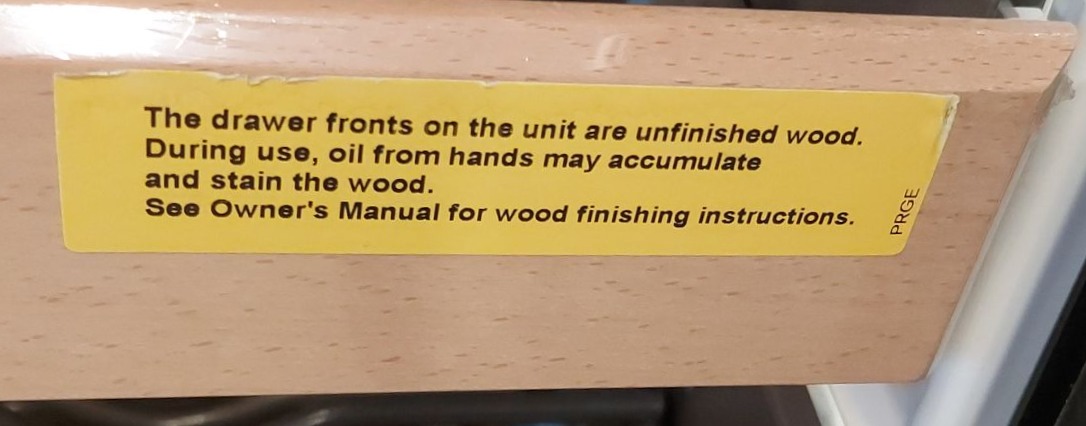 The drawer fronts on the unit are unfinished wood.
During use, oil from hands may accumulate
and stain the wood.
See Owner's Manual for wood finishing instructions.
PRGE